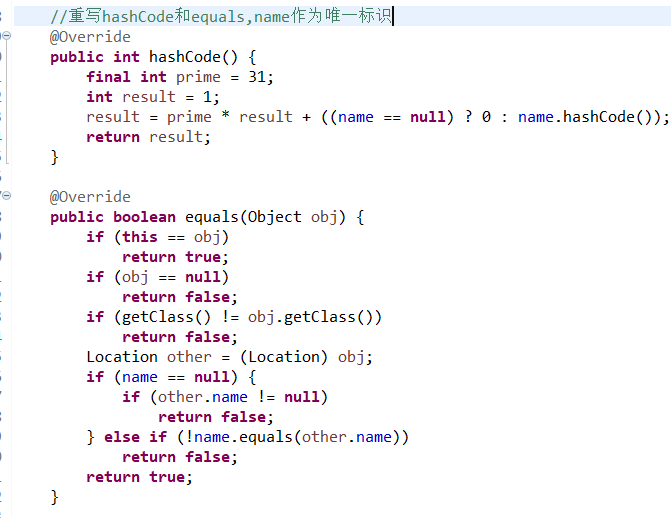 //重写hashCode和equals,name作为唯一标识
@Override
public int hashCode() {
final int prime = 31;
int result = 1;
result = prime * result + ((name == null) ? 0 : name.hashCode());
return result;
}
@Override
public boolean equals(Object obj) {
if (this == obj)
return true;
if (obj == null)
return false;
if (getClass() != obj.getClass())
return false;
Location other = (Location) obj;
if (name == null) {
if (other.name != null)
return false;
} else if (!name.equals(other.name))
return false;
return true;
}